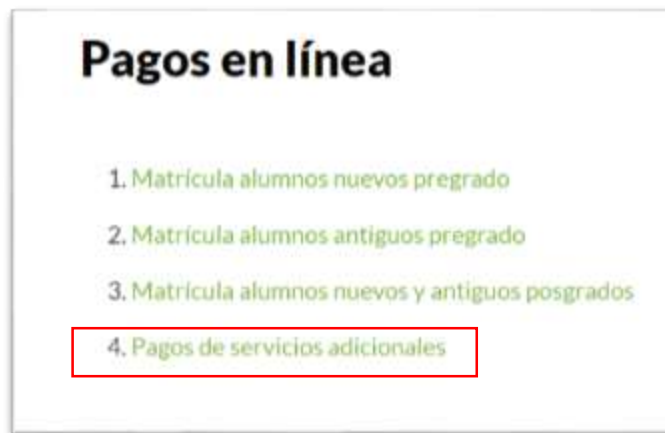 Pagos en línea
1. Matrícula alumnos nuevos pregrado
2. Matrícula alumnos antiguos pregrado
3. Matrícula alumnos nuevos y antiguos posgrados
4. Pagos de servicios adicionales